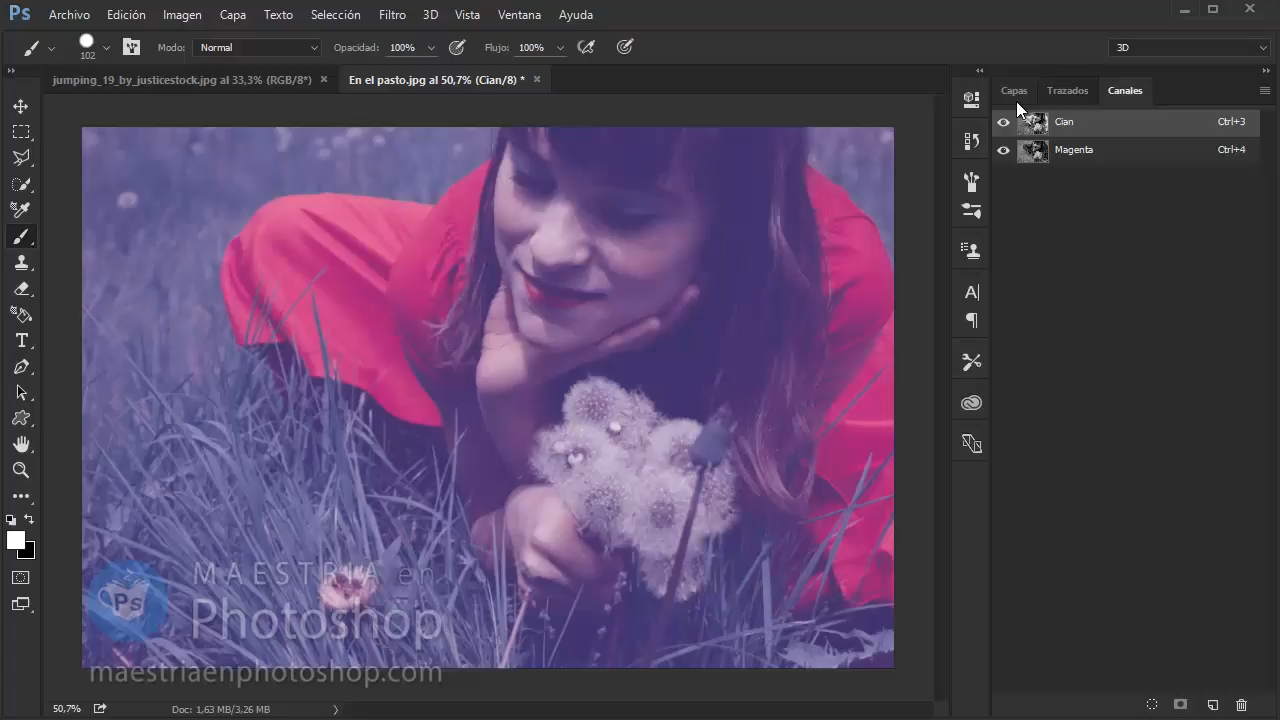 Ps Archivo Edición Imagen Capa Texto Selección Filtro 3D Vista Ventana Ayuda
102 Modo: Normal Opacidad: 100% Flujo: 100% 3D
jumping_19_by_justicestock.jpg al 33,3% (RGB/8*) En el pasto.jpg al 50,7% (Cian/8) *
Capas Trazados Canales
Cian Ctrl+3
Magenta Ctrl+4
MAESTRIA en
Ps Photoshop
maestriaenphotoshop.com
50,7% Doc: 1,63 MB/3,26 MB